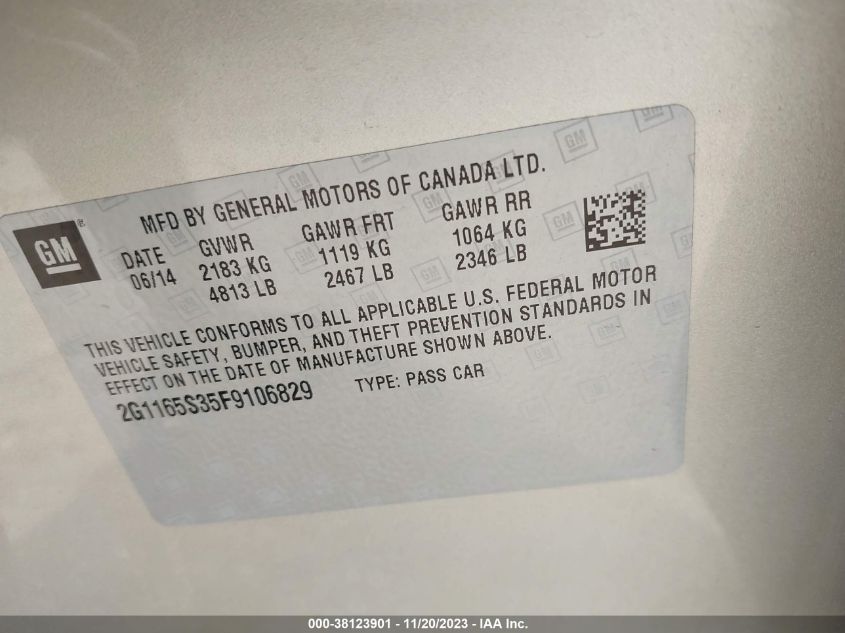 MFD BY GENERAL MOTORS OF CANADA LTD.
GM®
DATE GVWR GAWR FRT GAWR RR
06/14 2183 KG 1119 KG 1064 KG
4813 LB 2467 LB 2346 LB
THIS VEHICLE CONFORMS TO ALL APPLICABLE U.S. FEDERAL MOTOR
VEHICLE SAFETY, BUMPER, AND THEFT PREVENTION STANDARDS IN
EFFECT ON THE DATE OF MANUFACTURE SHOWN ABOVE.
2G1165S35F9106829 TYPE: PASS CAR
000-38123901 - 11/20/2023 - IAA Inc.